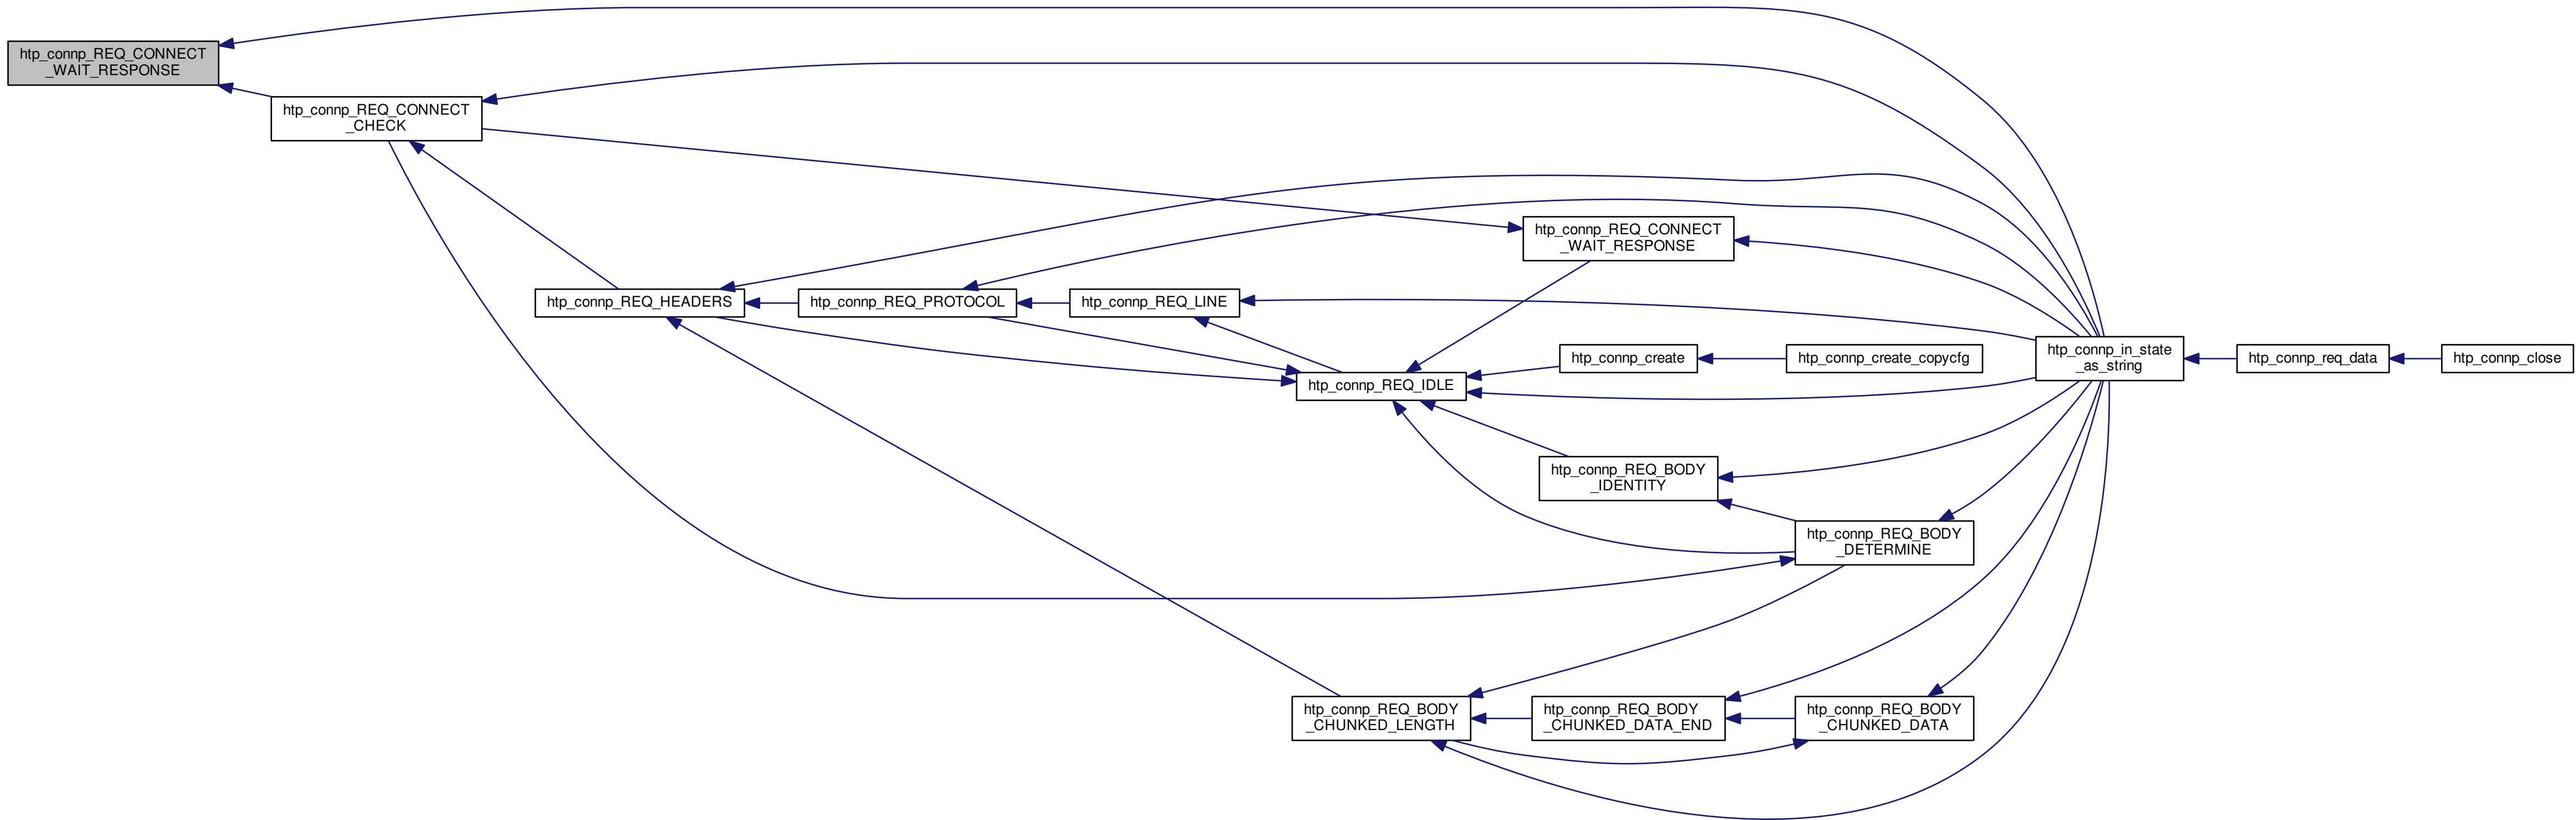 htp_connp_REQ_CONNECT
_WAIT_RESPONSE
htp_connp_REQ_CONNECT
_CHECK
htp_connp_REQ_HEADERS
htp_connp_REQ_PROTOCOL
htp_connp_REQ_LINE
htp_connp_REQ_IDLE
htp_connp_REQ_CONNECT
_WAIT_RESPONSE
htp_connp_create
htp_connp_create_copycfg
htp_connp_REQ_BODY
_IDENTITY
htp_connp_REQ_BODY
_DETERMINE
htp_connp_REQ_BODY
_CHUNKED_LENGTH
htp_connp_REQ_BODY
_CHUNKED_DATA_END
htp_connp_REQ_BODY
_CHUNKED_DATA
htp_connp_in_state
_as_string
htp_connp_req_data
htp_connp_close